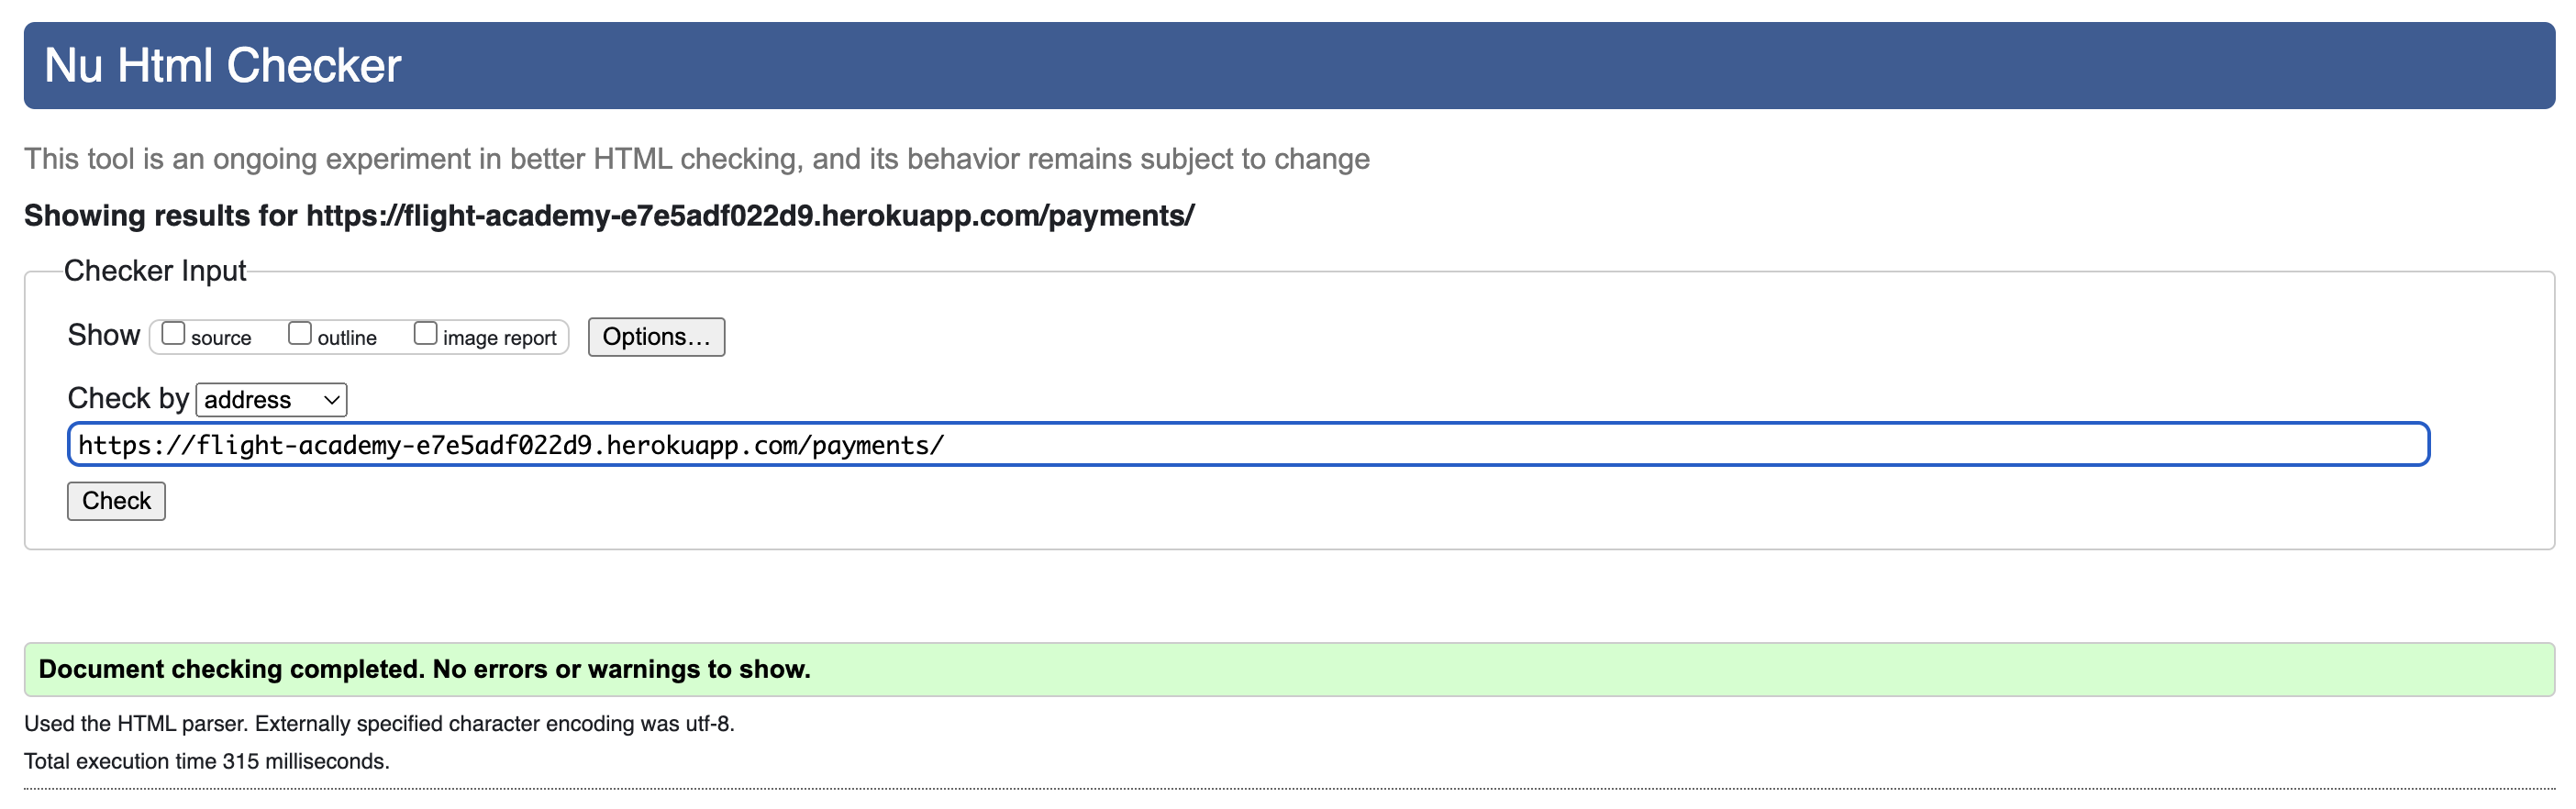 Nu Html Checker
This tool is an ongoing experiment in better HTML checking, and its behavior remains subject to change
Showing results for https://flight-academy-e7e5adf022d9.herokuapp.com/payments/
Checker Input
Show source outline image report Options…
Check by address
https://flight-academy-e7e5adf022d9.herokuapp.com/payments/
Check
Document checking completed. No errors or warnings to show.
Used the HTML parser. Externally specified character encoding was utf-8.
Total execution time 315 milliseconds.